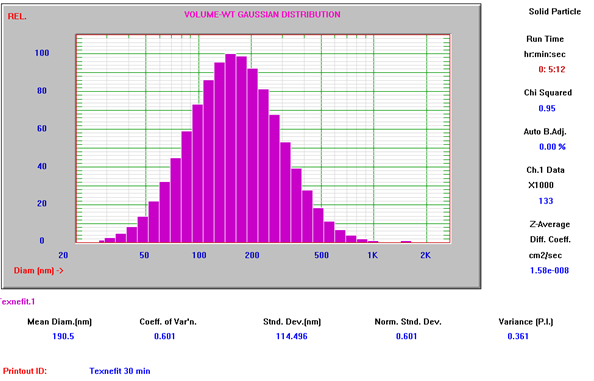 REL.
VOLUME-WT GAUSSIAN DISTRIBUTION
100
80
60
40
20
0
20 50 100 200 500 1K 2K
Diam (nm) ->
Solid Particle
Run Time
hr:min:sec
0: 5:12
Chi Squared
0.95
Auto B.Adj.
0.00 %
Ch.1 Data
X1000
133
Z-Average
Diff. Coeff.
cm2/sec
1.58e-008
Texnefit.1
Mean Diam.(nm) Coeff. of Var'n. Stnd. Dev.(nm) Norm. Stnd. Dev. Variance (P.I.)
190.5 0.601 114.496 0.601 0.361
Printout ID: Texnefit 30 min